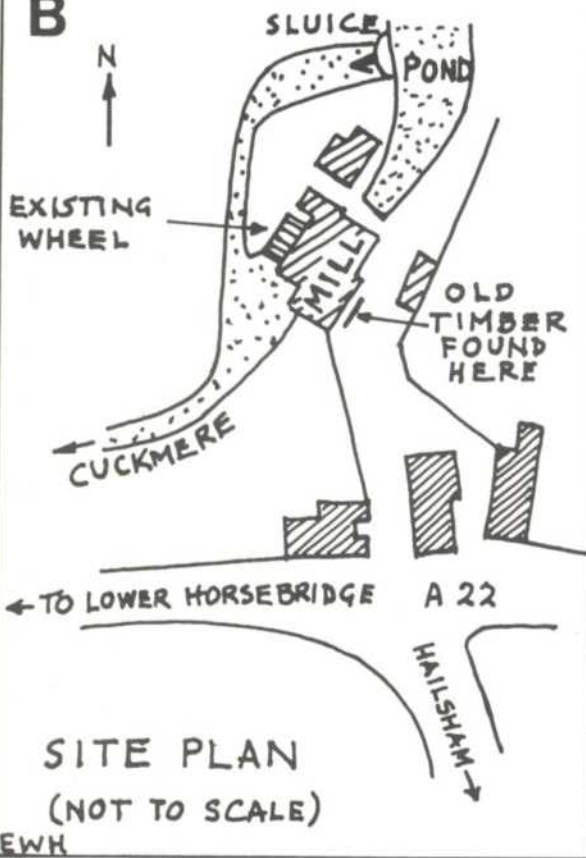 B
SLUICE
N
POND
EXISTING
WHEEL
MILL
OLD
TIMBER
FOUND
HERE
CUCKMERE
← TO LOWER HORSEBRIDGE
A 22
HAILSHAM
SITE PLAN
(NOT TO SCALE)
EWH